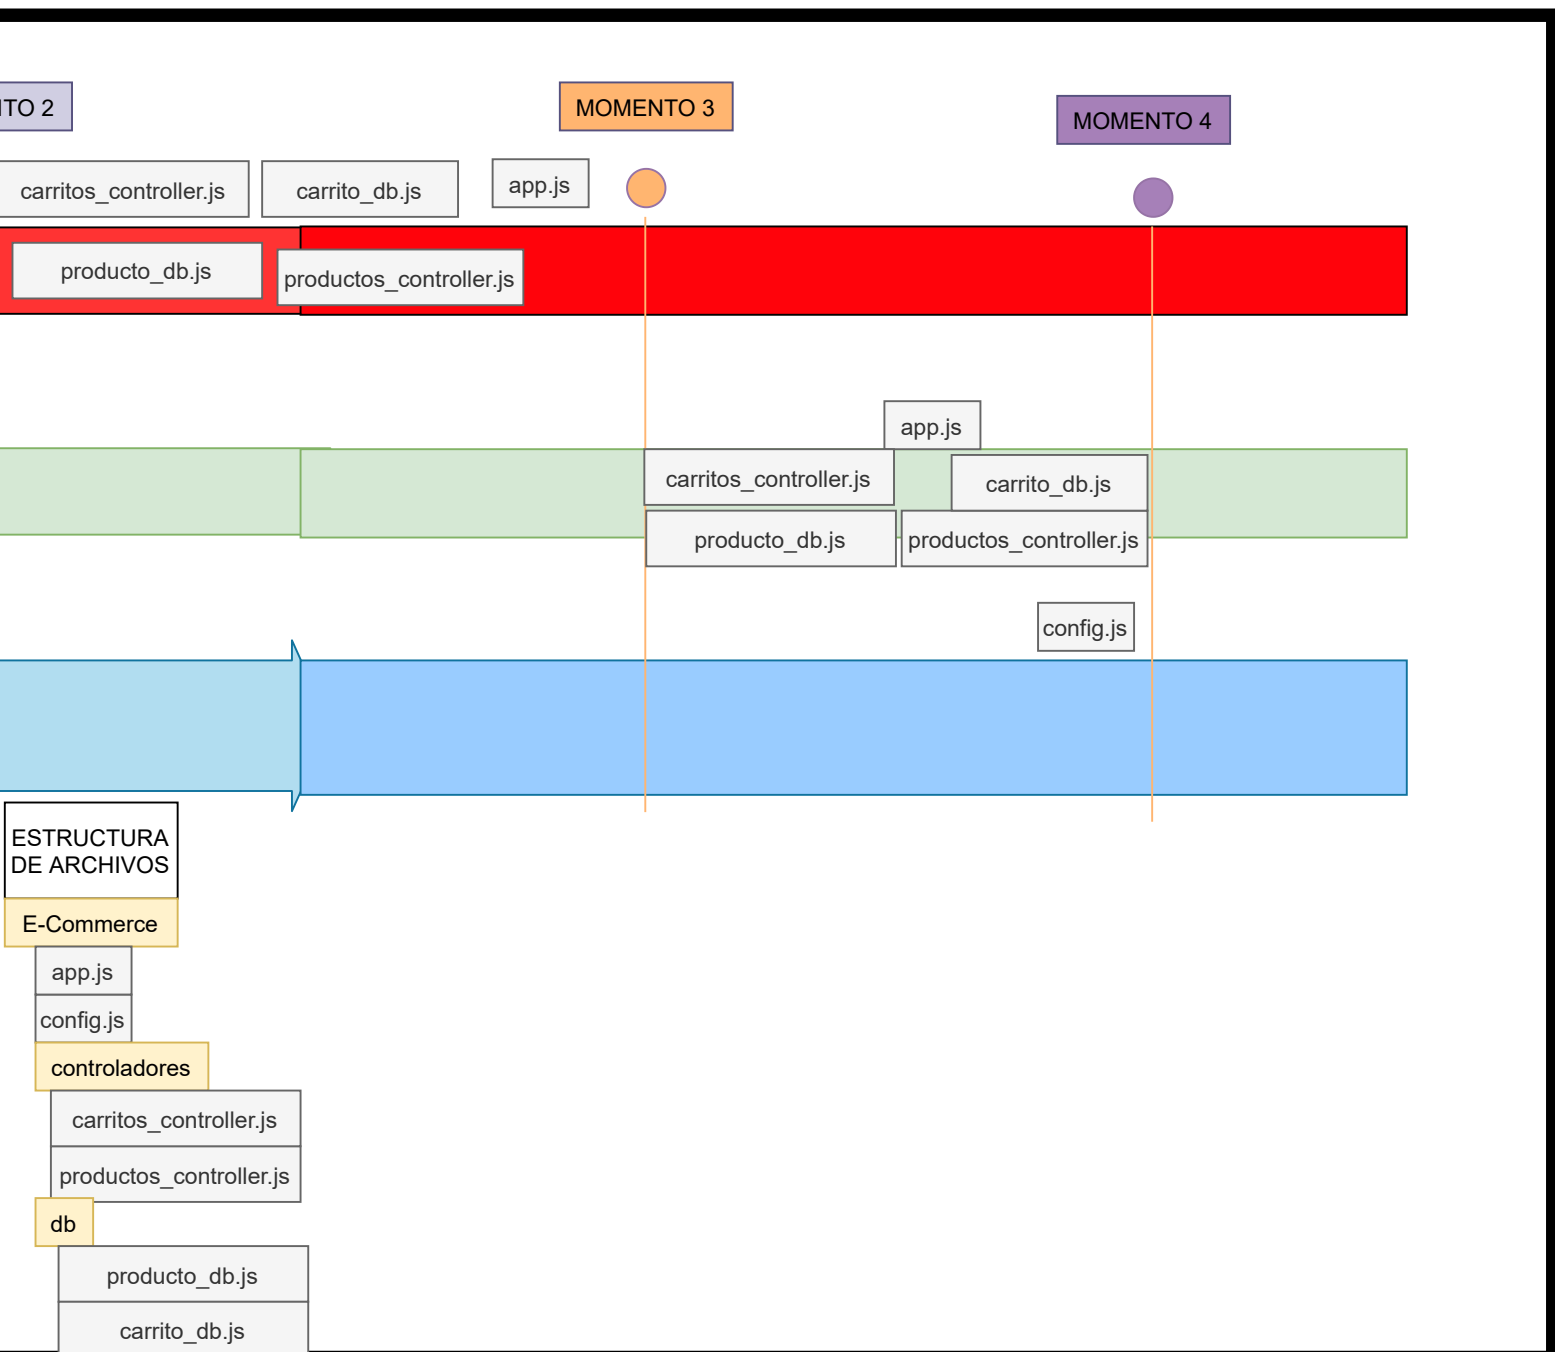 ITO 2
MOMENTO 3
MOMENTO 4
carritos_controller.js
carrito_db.js
app.js
producto_db.js
productos_controller.js
app.js
carritos_controller.js
carrito_db.js
producto_db.js
productos_controller.js
config.js
ESTRUCTURA
DE ARCHIVOS
E-Commerce
app.js
config.js
controladores
carritos_controller.js
productos_controller.js
db
producto_db.js
carrito_db.js